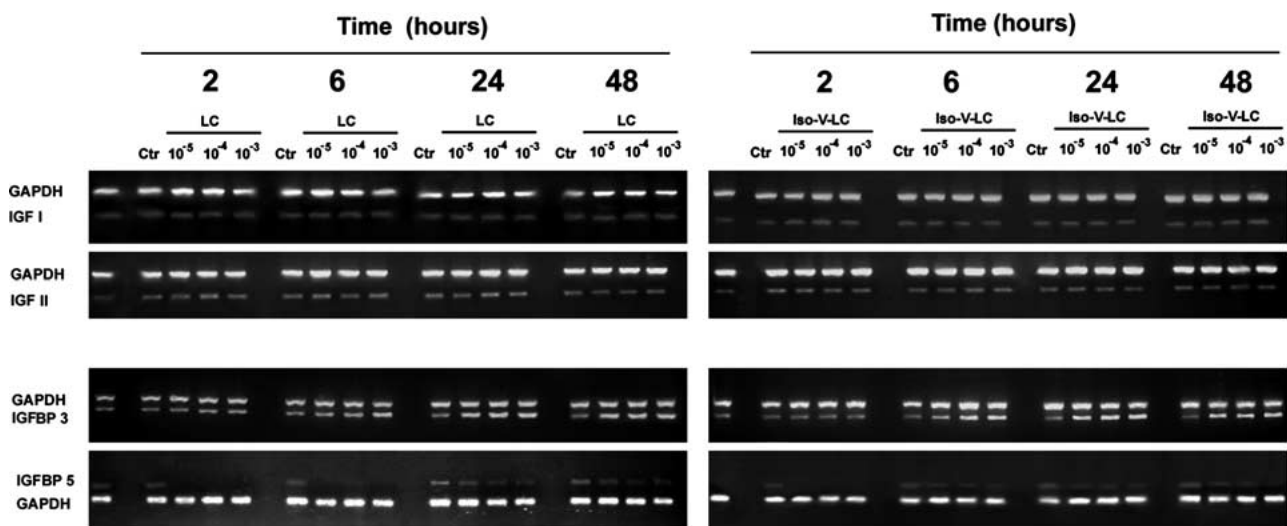 Time (hours) Time (hours)
2 6 24 48 2 6 24 48
LC LC LC LC Iso-V-LC Iso-V-LC Iso-V-LC Iso-V-LC
Ctr 10⁻⁵ 10⁻⁴ 10⁻³ Ctr 10⁻⁵ 10⁻⁴ 10⁻³ Ctr 10⁻⁵ 10⁻⁴ 10⁻³ Ctr 10⁻⁵ 10⁻⁴ 10⁻³ Ctr 10⁻⁵ 10⁻⁴ 10⁻³ Ctr 10⁻⁵ 10⁻⁴ 10⁻³ Ctr 10⁻⁵ 10⁻⁴ 10⁻³ Ctr 10⁻⁵ 10⁻⁴ 10⁻³
GAPDH
IGF I
GAPDH
IGF II
GAPDH
IGFBP 3
IGFBP 5
GAPDH